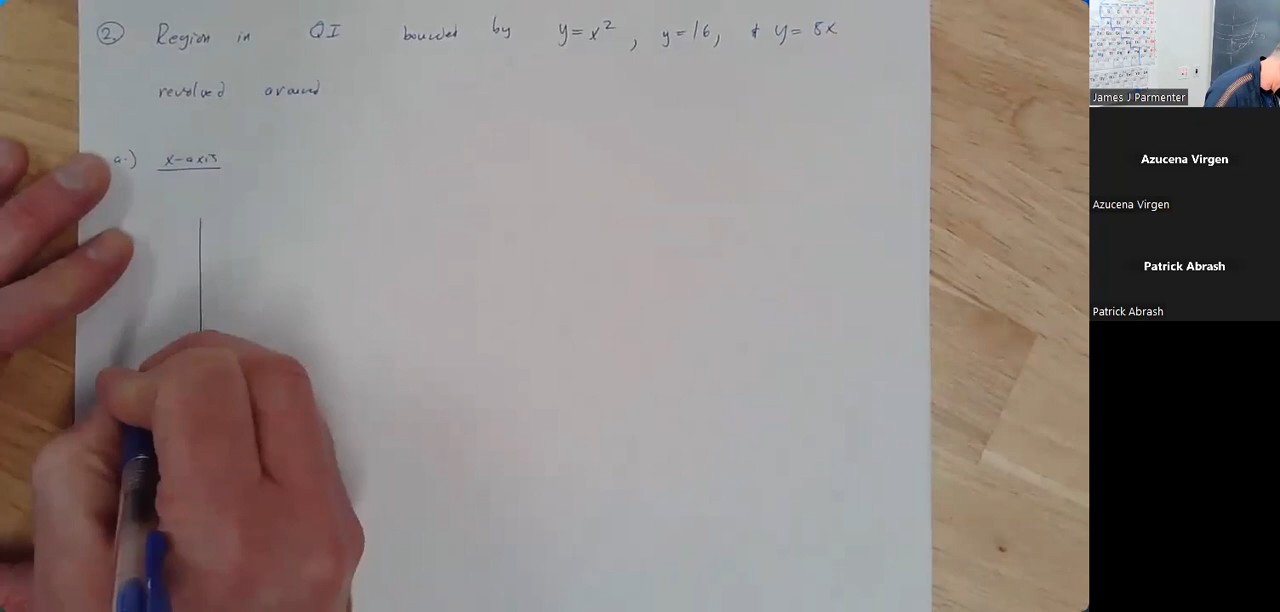 ② Region in QI bounded by y=x², y=16, + y=5x
revolved around
a.) x-axis
James J Parmenter
Azucena Virgen
Azucena Virgen
Patrick Abrash
Patrick Abrash